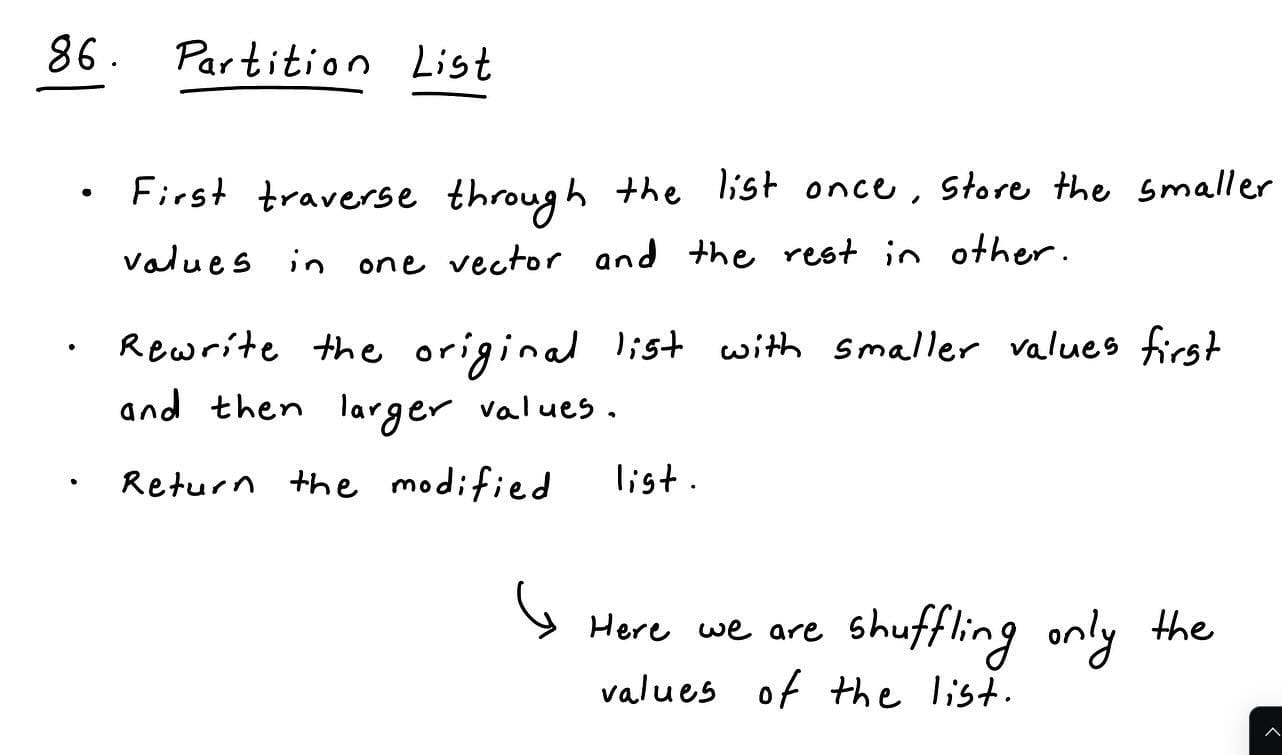 86. Partition List
• First traverse through the list once, store the smaller
values in one vector and the rest in other.
• Rewrite the original list with smaller values first
and then larger values.
• Return the modified list.
↳ Here we are shuffling only the
values of the list.